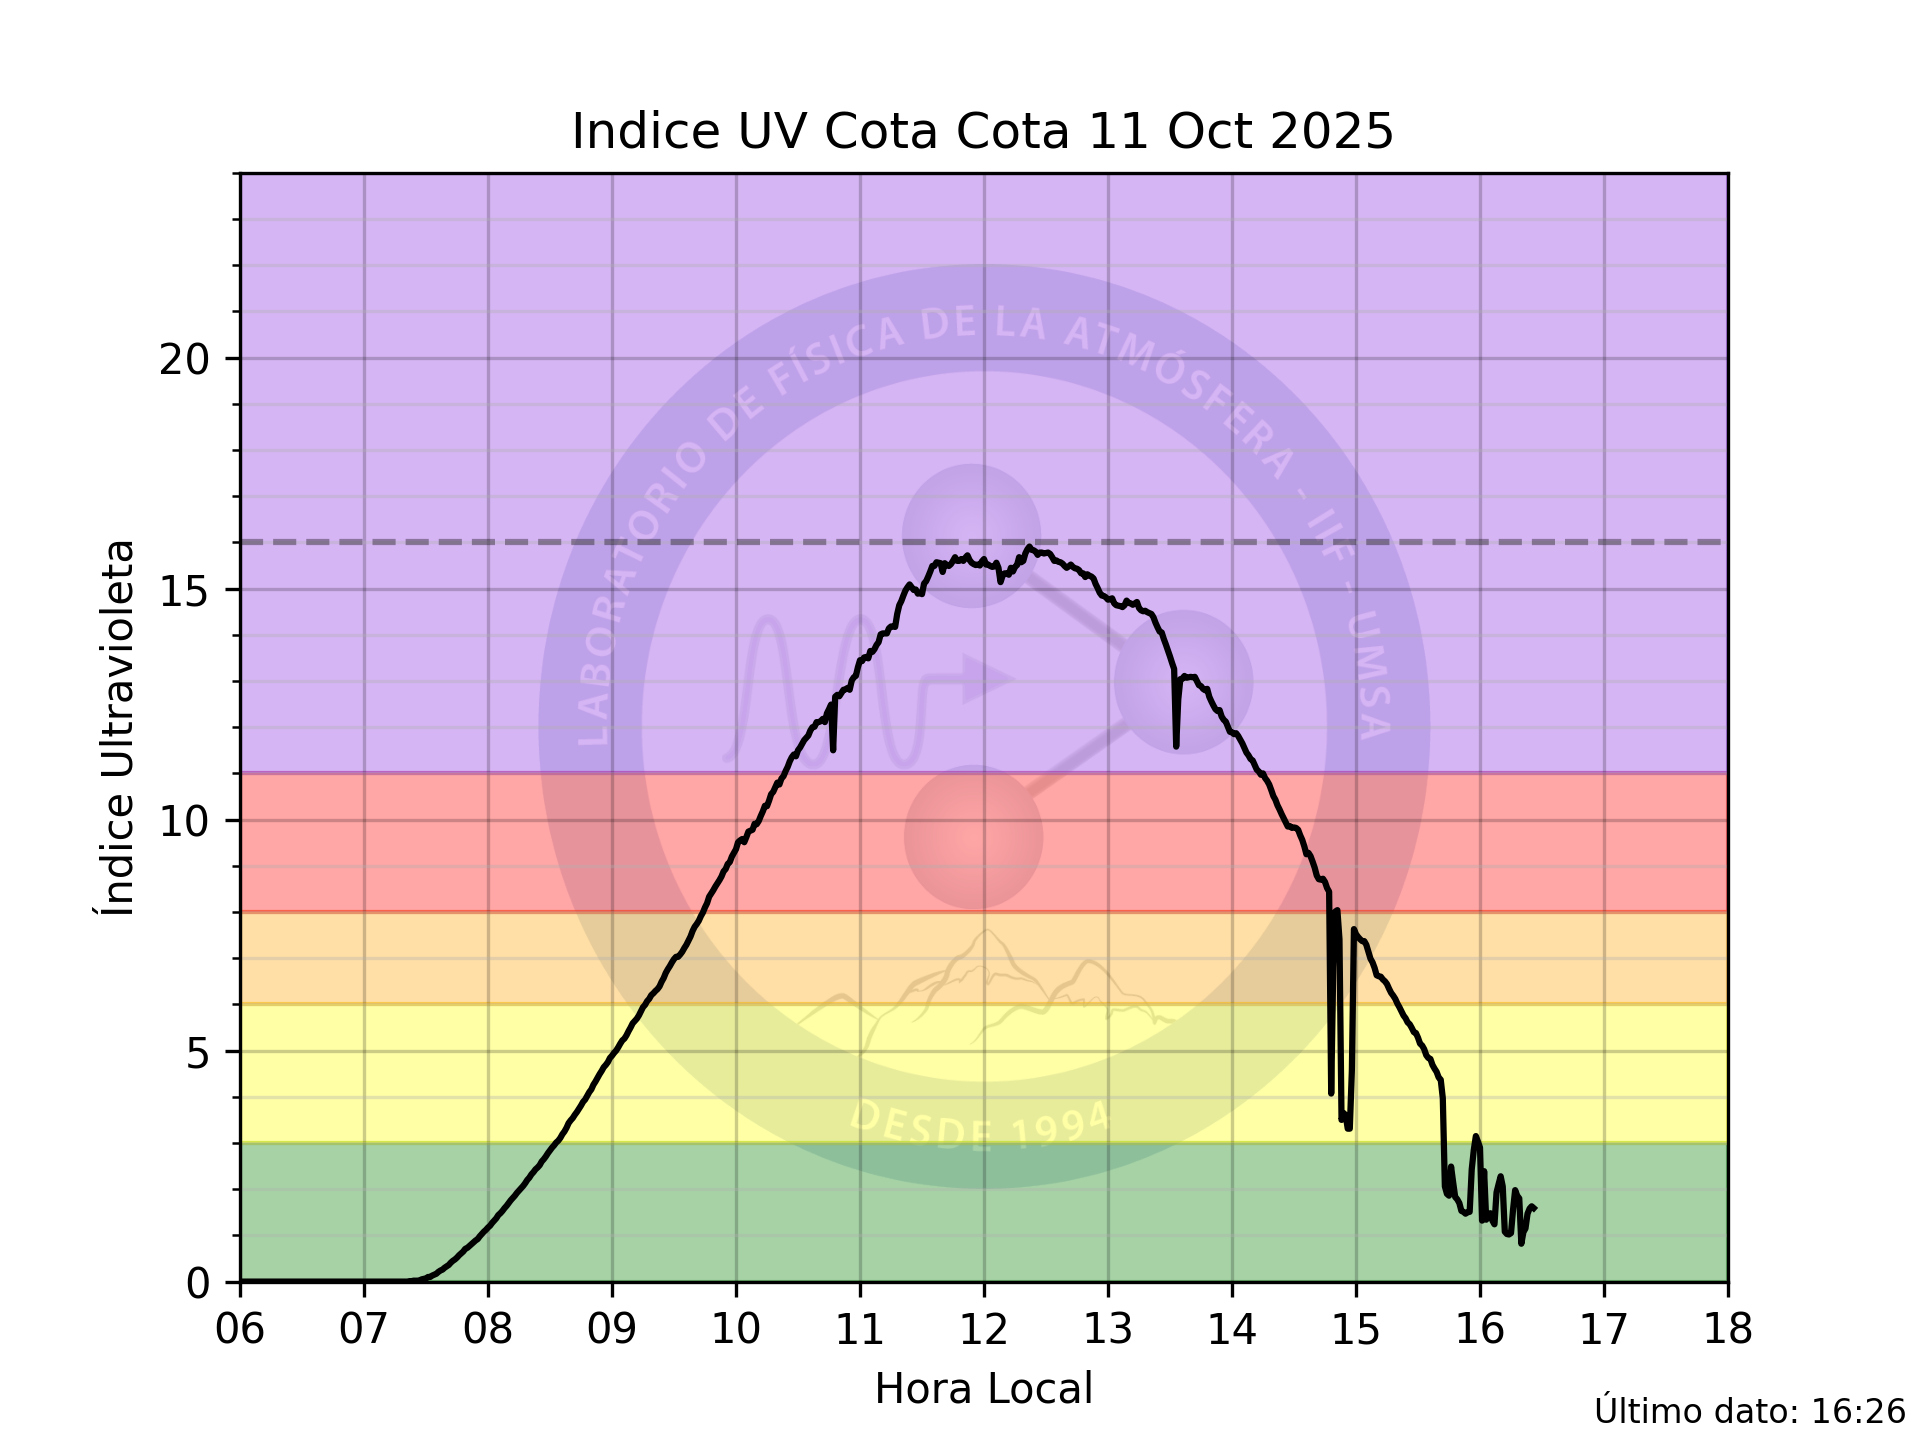 Indice UV Cota Cota 11 Oct 2025
Índice Ultravioleta
20
15
10
5
0
LABORATORIO DE FÍSICA DE LA ATMÓSFERA - IIF - UMSA
DESDE 1994
06 07 08 09 10 11 12 13 14 15 16 17 18
Hora Local
Último dato: 16:26